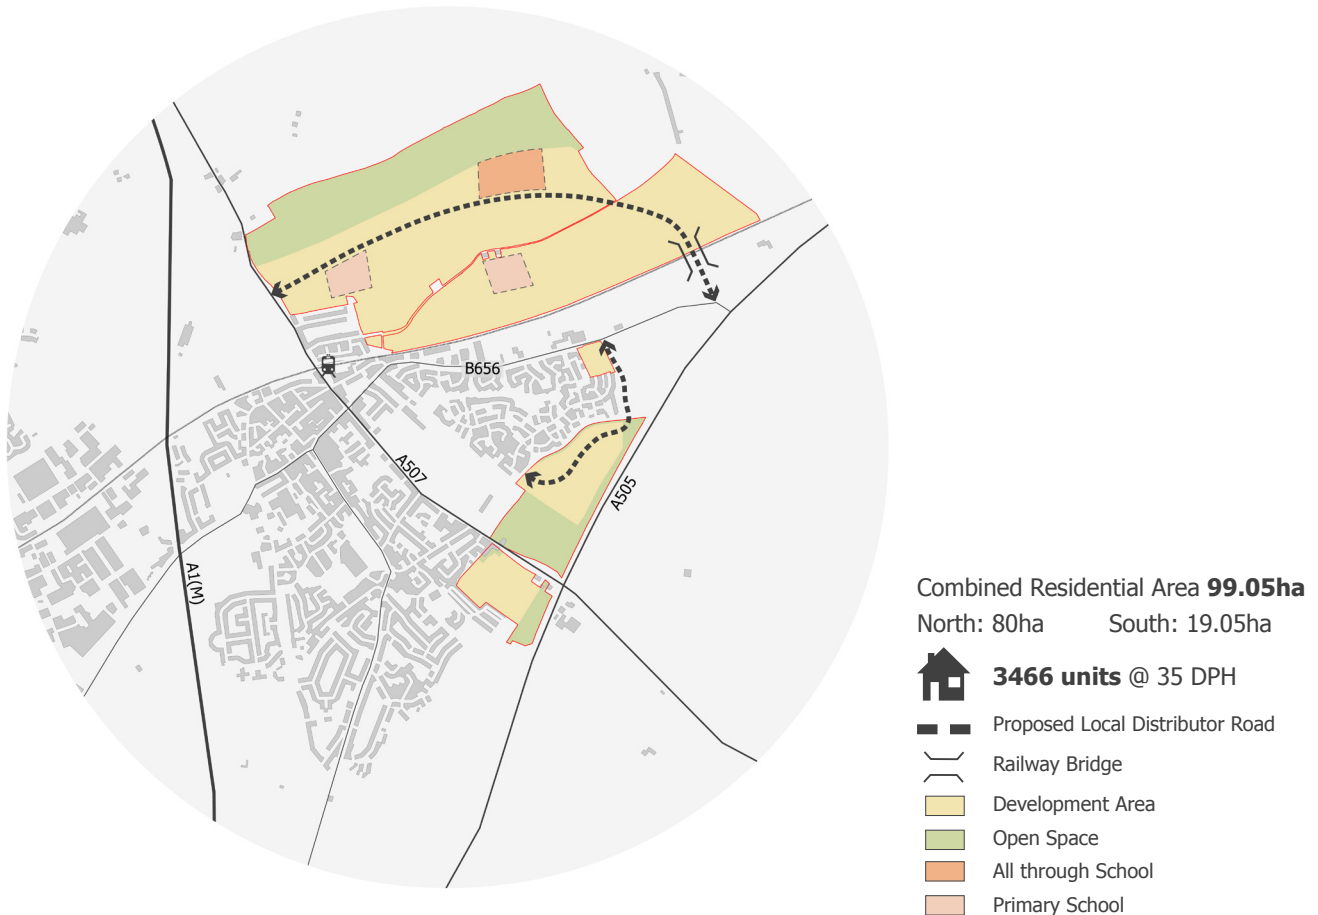 B656
A507
A505
A1(M)
Combined Residential Area 99.05ha
North: 80ha South: 19.05ha
3466 units @ 35 DPH
Proposed Local Distributor Road
Railway Bridge
Development Area
Open Space
All through School
Primary School